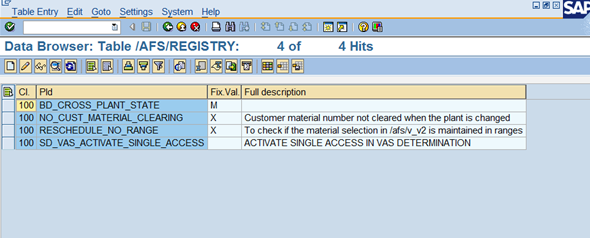 Table Entry Edit Goto Settings System Help
SAP
Data Browser: Table /AFS/REGISTRY: 4 of 4 Hits
Cl. PId Fix.Val. Full description
100 BD_CROSS_PLANT_STATE M
100 NO_CUST_MATERIAL_CLEARING X Customer material number not cleared when the plant is changed
100 RESCHEDULE_NO_RANGE X To check if the material selection in /afs/v_v2 is maintained in ranges
100 SD_VAS_ACTIVATE_SINGLE_ACCESS ACTIVATE SINGLE ACCESS IN VAS DETERMINATION